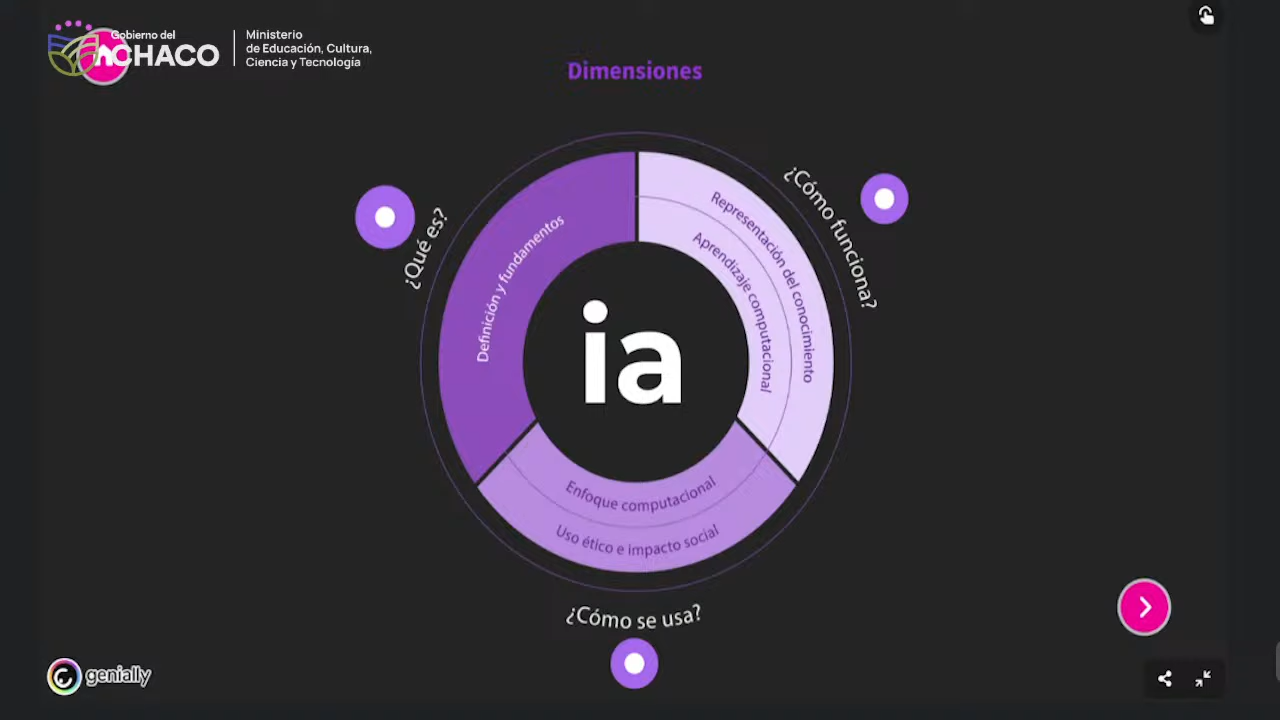 Gobierno del
CHACO
Ministerio
de Educación, Cultura,
Ciencia y Tecnología
Dimensiones
¿Qué es?
Definición y fundamentos
¿Cómo funciona?
Representación del conocimiento
Aprendizaje computacional
ia
Enfoque computacional
Uso ético e impacto social
¿Cómo se usa?
genially